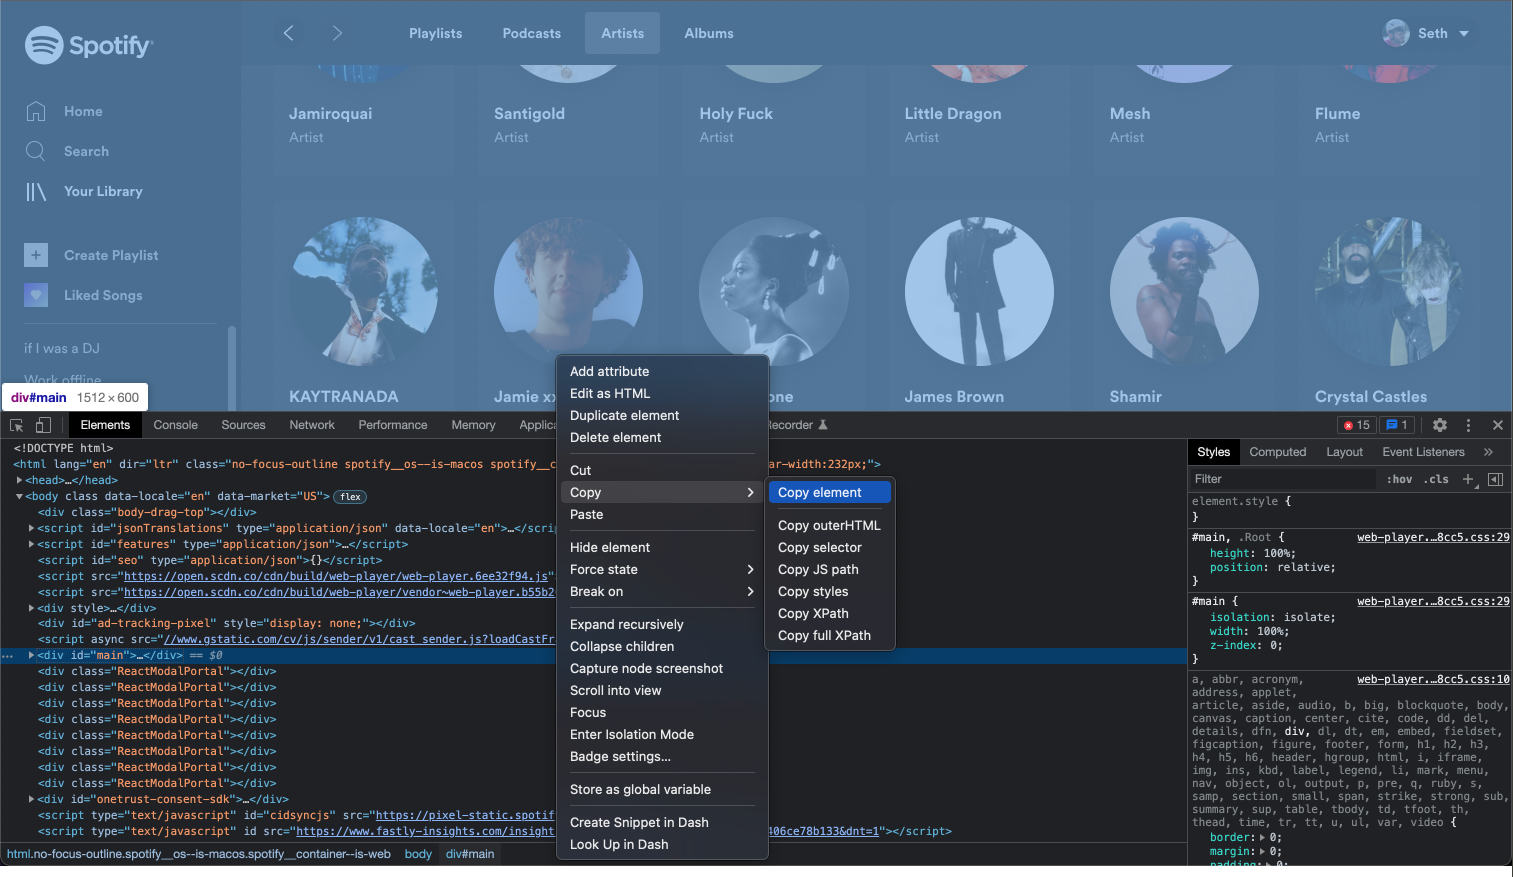 Spotify
Playlists
Podcasts
Artists
Albums
Seth
Home
Search
Your Library
Create Playlist
Liked Songs
if I was a DJ
Work offline
Jamiroquai
Artist
Santigold
Artist
Holy Fuck
Artist
Little Dragon
Artist
Mesh
Artist
Flume
Artist
KAYTRANADA
Jamie xx
one
James Brown
Shamir
Crystal Castles
div#main 1512 × 600
Elements
Console
Sources
Network
Performance
Memory
Applica
Recorder
15
1
<!DOCTYPE html>
<html lang="en" dir="ltr" class="no-focus-outline spotify__os--is-macos spotify__c
ar-width:232px;">
<head>…</head>
<body class data-locale="en" data-market="US"> flex
<div class="body-drag-top"></div>
<script id="jsonTranslations" type="application/json" data-locale="en">…</scrip
<script id="features" type="application/json">…</script>
<script id="seo" type="application/json">{}</script>
<script src="https://open.scdn.co/cdn/build/web-player/web-player.6ee32f94.js"
<script src="https://open.scdn.co/cdn/build/web-player/vendor~web-player.b55b2
<div style>…</div>
<div id="ad-tracking-pixel" style="display: none;"></div>
<script async src="//www.gstatic.com/cv/js/sender/v1/cast_sender.js?loadCastFra
… <div id="main">…</div> == $0
<div class="ReactModalPortal"></div>
<div class="ReactModalPortal"></div>
<div class="ReactModalPortal"></div>
<div class="ReactModalPortal"></div>
<div class="ReactModalPortal"></div>
<div class="ReactModalPortal"></div>
<div class="ReactModalPortal"></div>
<div class="ReactModalPortal"></div>
<div id="onetrust-consent-sdk">…</div>
<script type="text/javascript" id="cidsyncjs" src="https://pixel-static.spotif
<script type="text/javascript" id src="https://www.fastly-insights.com/insight
406ce78b133&dnt=1"></script>
html.no-focus-outline.spotify__os--is-macos.spotify__container--is-web
body
div#main
Add attribute
Edit as HTML
Duplicate element
Delete element
Cut
Copy
Paste
Hide element
Force state
Break on
Expand recursively
Collapse children
Capture node screenshot
Scroll into view
Focus
Enter Isolation Mode
Badge settings...
Store as global variable
Create Snippet in Dash
Look Up in Dash
Copy element
Copy outerHTML
Copy selector
Copy JS path
Copy styles
Copy XPath
Copy full XPath
Styles
Computed
Layout
Event Listeners
»
Filter
:hov .cls +
element.style {
}
#main, .Root { web-player.…8cc5.css:29
height: 100%;
position: relative;
}
#main { web-player.…8cc5.css:29
isolation: isolate;
width: 100%;
z-index: 0;
}
a, abbr, acronym, web-player.…8cc5.css:10
address, applet,
article, aside, audio, b, big, blockquote, body,
canvas, caption, center, cite, code, dd, del,
details, dfn, div, dl, dt, em, embed, fieldset,
figcaption, figure, footer, form, h1, h2, h3,
h4, h5, h6, header, hgroup, html, i, iframe,
img, ins, kbd, label, legend, li, mark, menu,
nav, object, ol, output, p, pre, q, ruby, s,
samp, section, small, span, strike, strong, sub,
summary, sup, table, tbody, td, tfoot, th,
thead, time, tr, tt, u, ul, var, video {
border: 0;
margin: 0;
padding: 0;